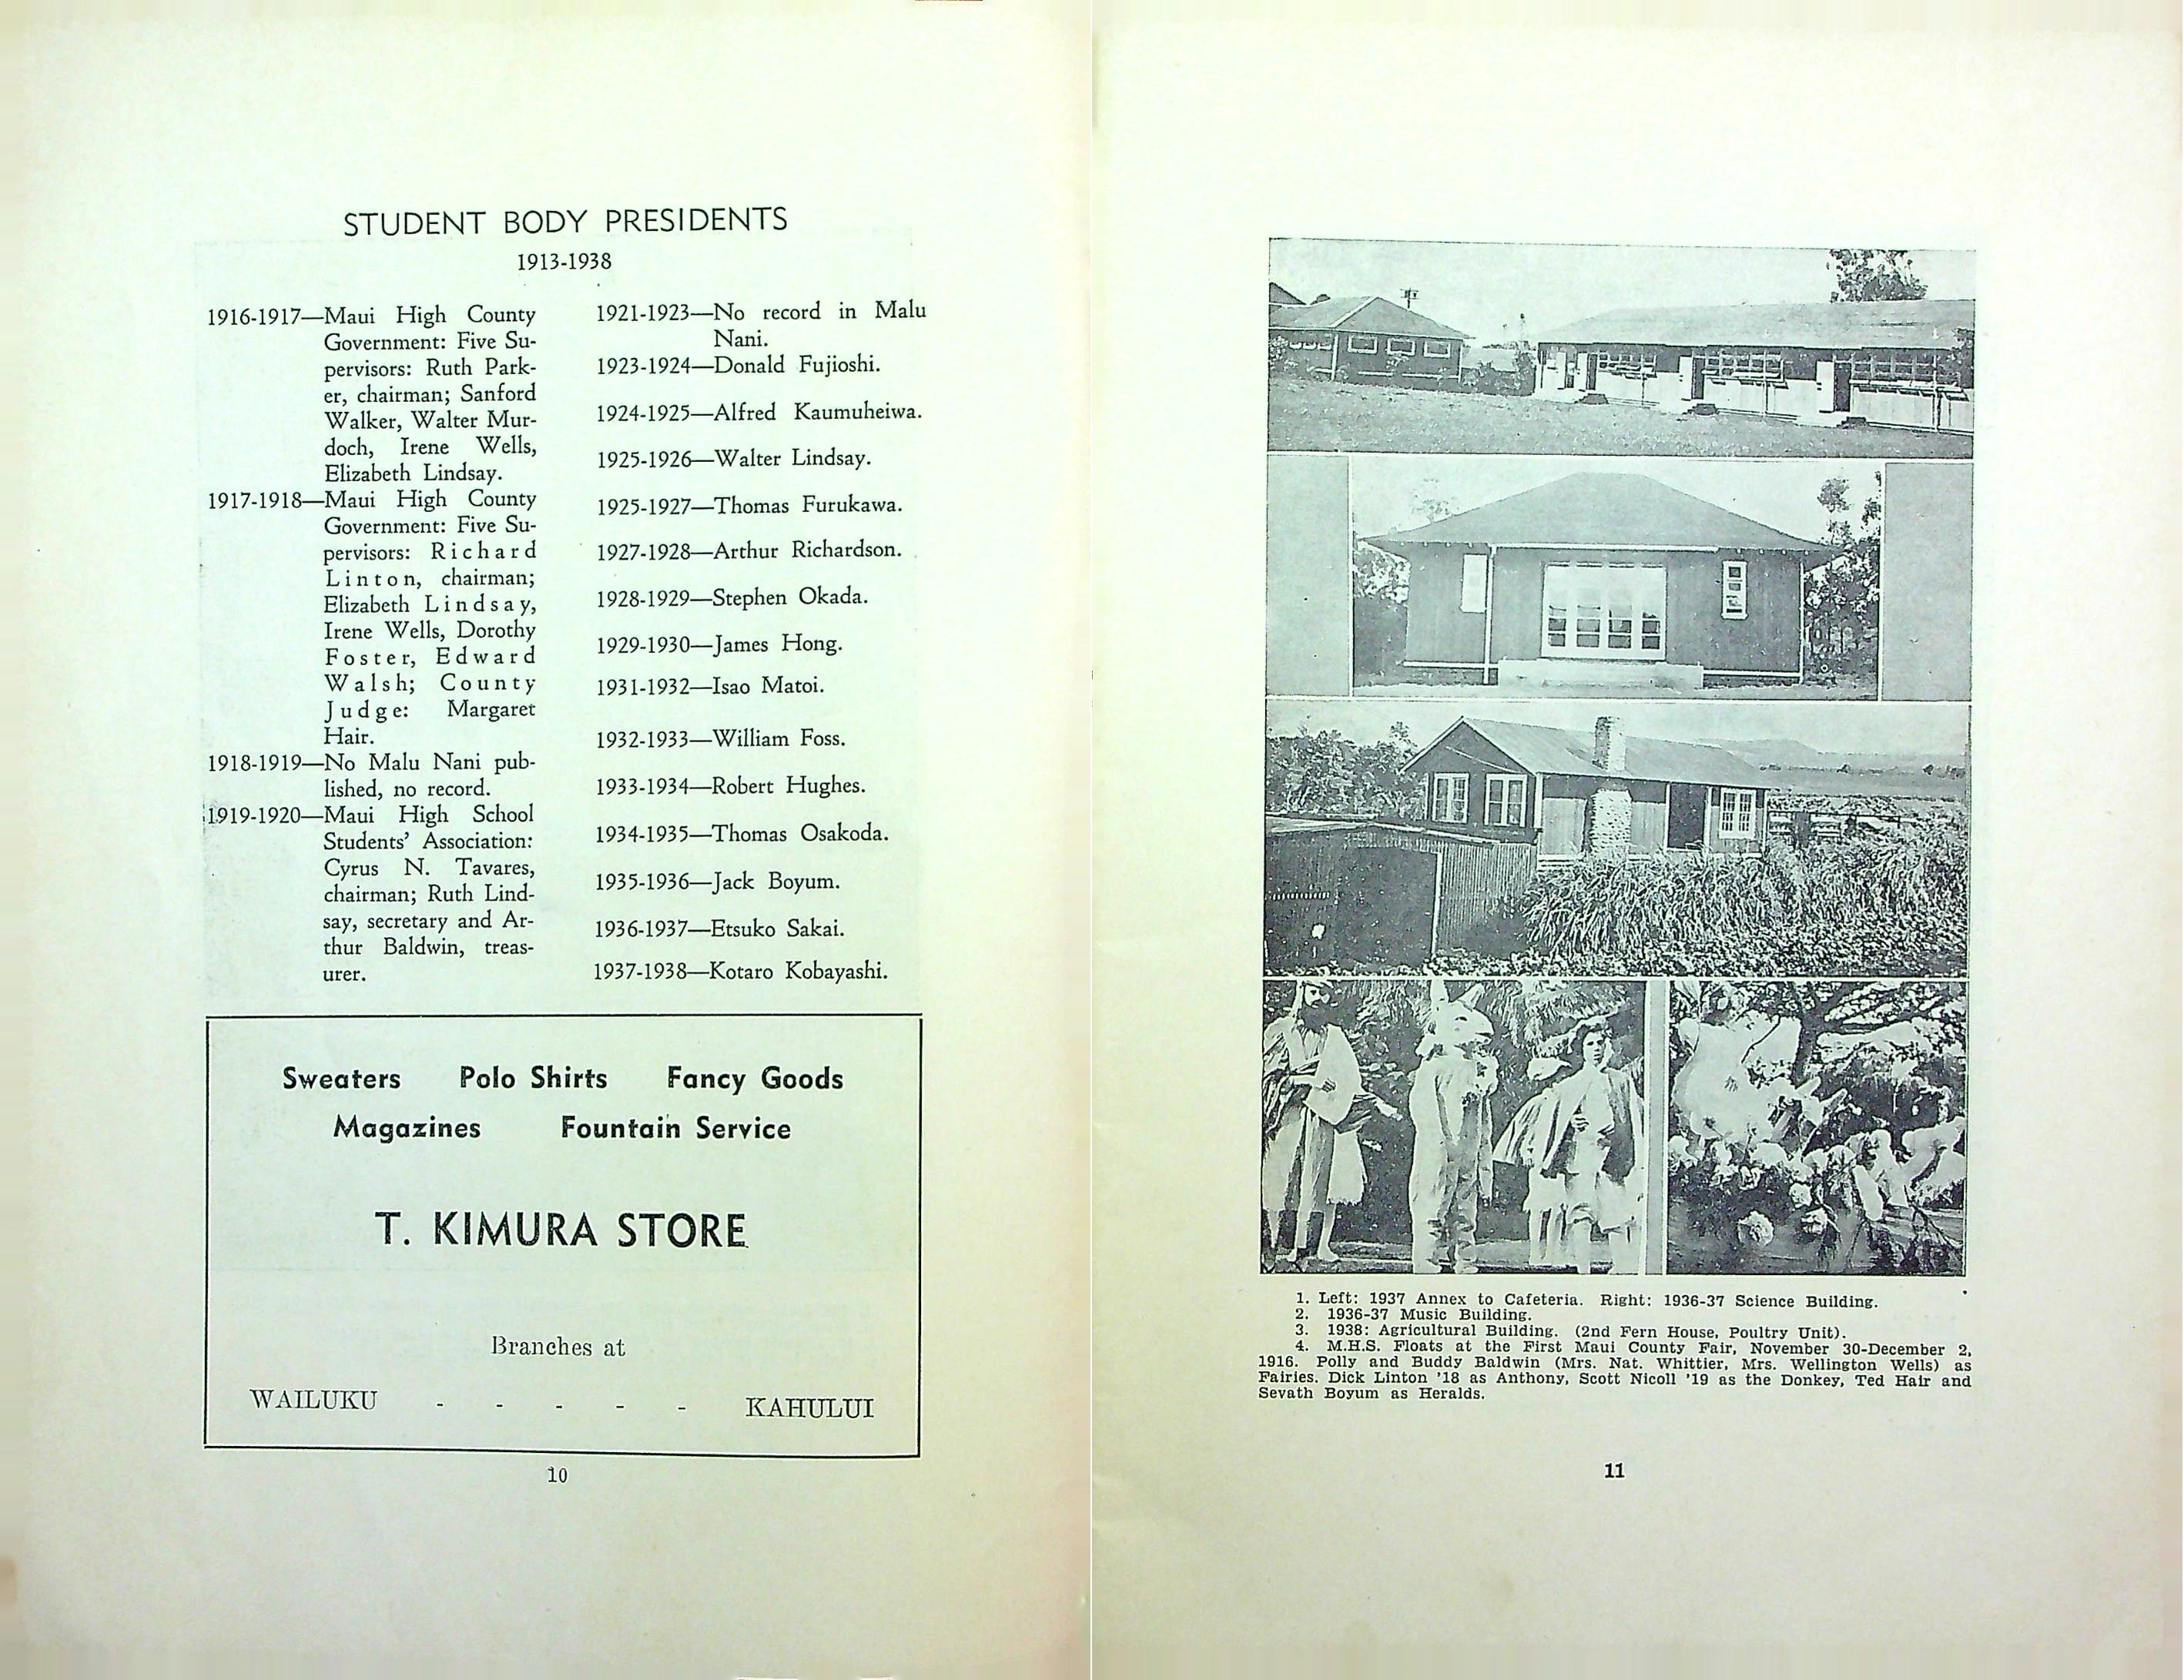 STUDENT BODY PRESIDENTS
1913-1938
1916-1917—Maui High County
Government: Five Su-
pervisors: Ruth Park-
er, chairman; Sanford
Walker, Walter Mur-
doch, Irene Wells,
Elizabeth Lindsay.
1917-1918—Maui High County
Government: Five Su-
pervisors: Richard
Linton, chairman;
Elizabeth Lindsay,
Irene Wells, Dorothy
Foster, Edward
Walsh; County
Judge: Margaret
Hair.
1918-1919—No Malu Nani pub-
lished, no record.
1919-1920—Maui High School
Students' Association:
Cyrus N. Tavares,
chairman; Ruth Lind-
say, secretary and Ar-
thur Baldwin, treas-
urer.
1921-1923—No record in Malu
Nani.
1923-1924—Donald Fujioshi.
1924-1925—Alfred Kaumuheiwa.
1925-1926—Walter Lindsay.
1925-1927—Thomas Furukawa.
1927-1928—Arthur Richardson.
1928-1929—Stephen Okada.
1929-1930—James Hong.
1931-1932—Isao Matoi.
1932-1933—William Foss.
1933-1934—Robert Hughes.
1934-1935—Thomas Osakoda.
1935-1936—Jack Boyum.
1936-1937—Etsuko Sakai.
1937-1938—Kotaro Kobayashi.
Sweaters Polo Shirts Fancy Goods
Magazines Fountain Service
T. KIMURA STORE
Branches at
WAILUKU - - - - - KAHULUI
10
1. Left: 1937 Annex to Cafeteria. Right: 1936-37 Science Building.
2. 1936-37 Music Building.
3. 1938: Agricultural Building. (2nd Fern House, Poultry Unit).
4. M.H.S. Floats at the First Maui County Fair, November 30-December 2,
1916. Polly and Buddy Baldwin (Mrs. Nat. Whittier, Mrs. Wellington Wells) as
Fairies. Dick Linton '18 as Anthony, Scott Nicoll '19 as the Donkey, Ted Hair and
Sevath Boyum as Heralds.
11